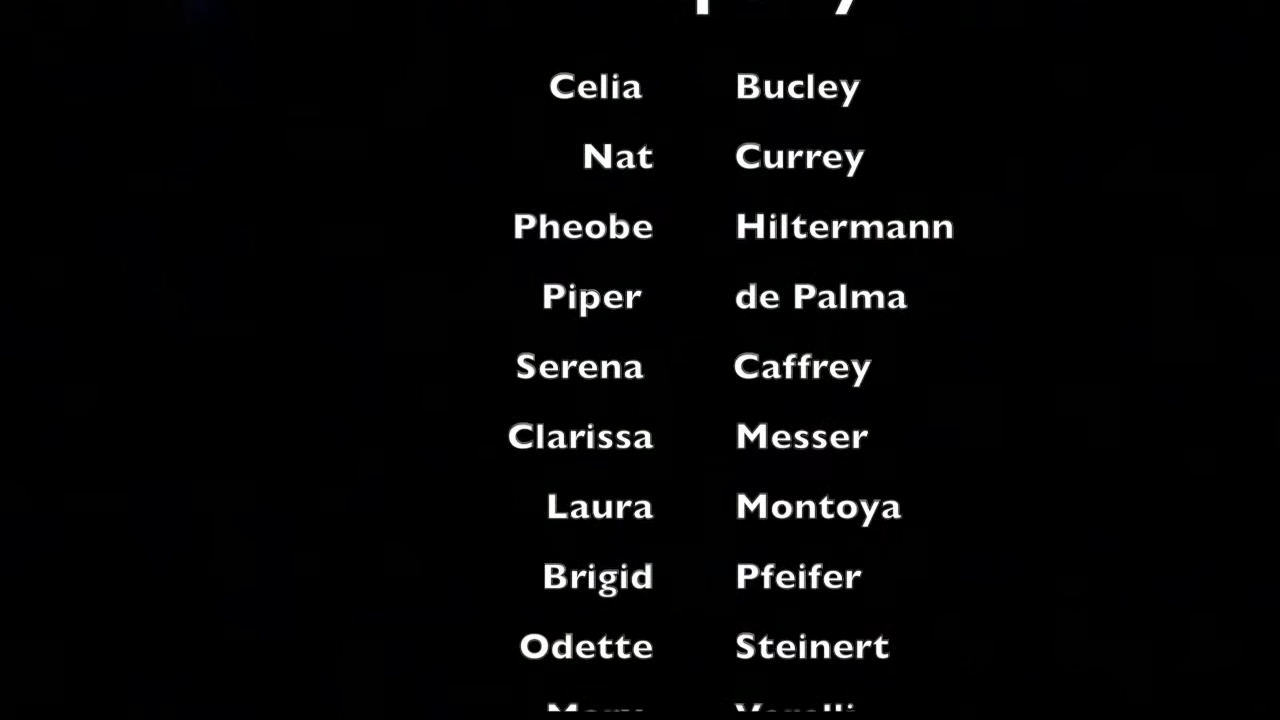 Celia Bucley
Nat Currey
Pheobe Hiltermann
Piper de Palma
Serena Caffrey
Clarissa Messer
Laura Montoya
Brigid Pfeifer
Odette Steinert